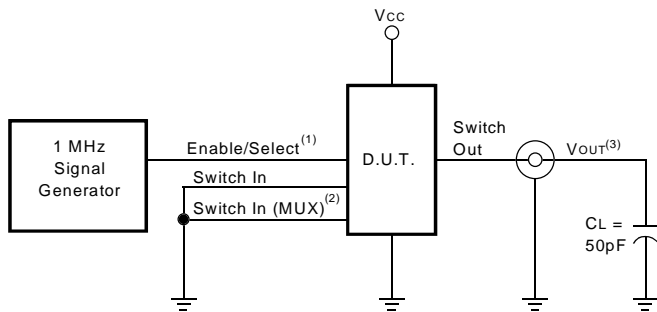 VCC
1 MHz
Signal
Generator
Enable/Select(1)
Switch In
Switch In (MUX)(2)
D.U.T.
Switch
Out
VOUT(3)
CL =
50pF